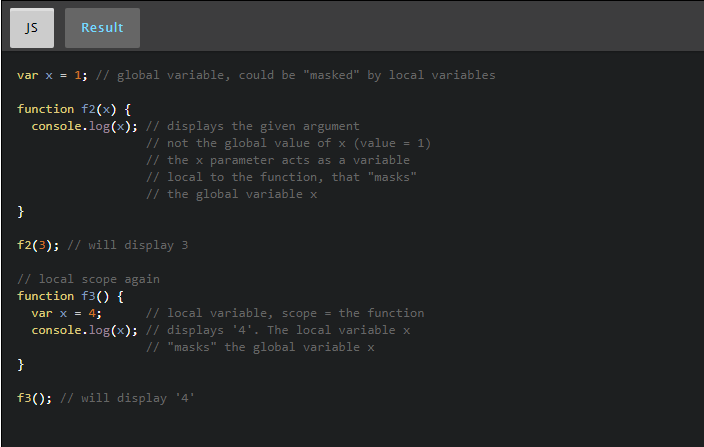 JS Result
var x = 1; // global variable, could be "masked" by local variables
function f2(x) {
console.log(x); // displays the given argument
// not the global value of x (value = 1)
// the x parameter acts as a variable
// local to the function, that "masks"
// the global variable x
}
f2(3); // will display 3
// local scope again
function f3() {
var x = 4; // local variable, scope = the function
console.log(x); // displays '4'. The local variable x
// "masks" the global variable x
}
f3(); // will display '4'